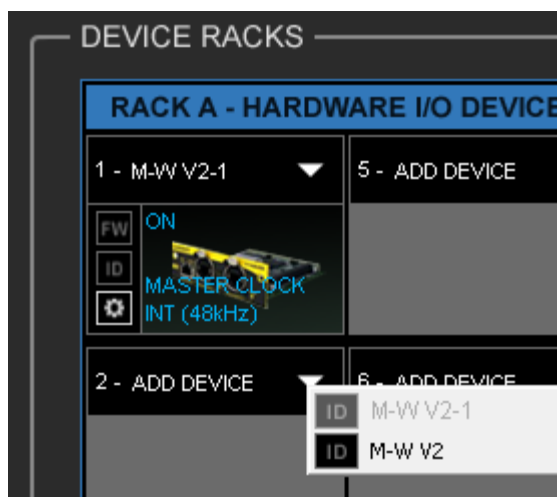 DEVICE RACKS
RACK A - HARDWARE I/O DEVICE
1 - M-W V2-1
5 - ADD DEVICE
FW
ON
ID
MASTER CLOCK
INT (48kHz)
2 - ADD DEVICE
6 - ADD DEVICE
ID M-W V2-1
ID M-W V2